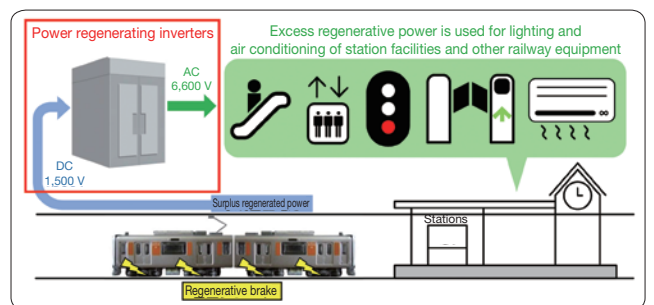 Power regenerating inverters
Excess regenerative power is used for lighting and
air conditioning of station facilities and other railway equipment
AC
6,600 V
DC
1,500 V
Surplus regenerated power
Stations
Regenerative brake